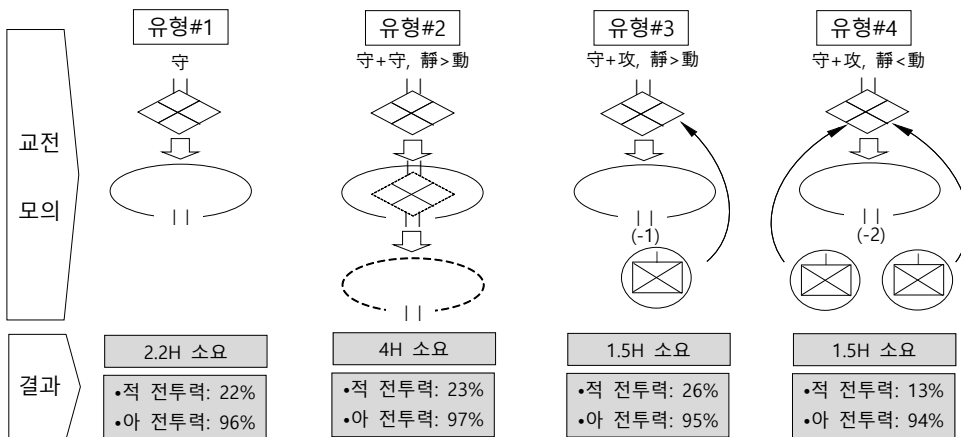 유형#1
유형#2
유형#3
유형#4
守
守+守, 靜>動
守+攻, 靜>動
守+攻, 靜<動
교전
모의
(-1)
(-2)
결과
2.2H 소요
4H 소요
1.5H 소요
1.5H 소요
•적 전투력: 22%
•아 전투력: 96%
•적 전투력: 23%
•아 전투력: 97%
•적 전투력: 26%
•아 전투력: 95%
•적 전투력: 13%
•아 전투력: 94%